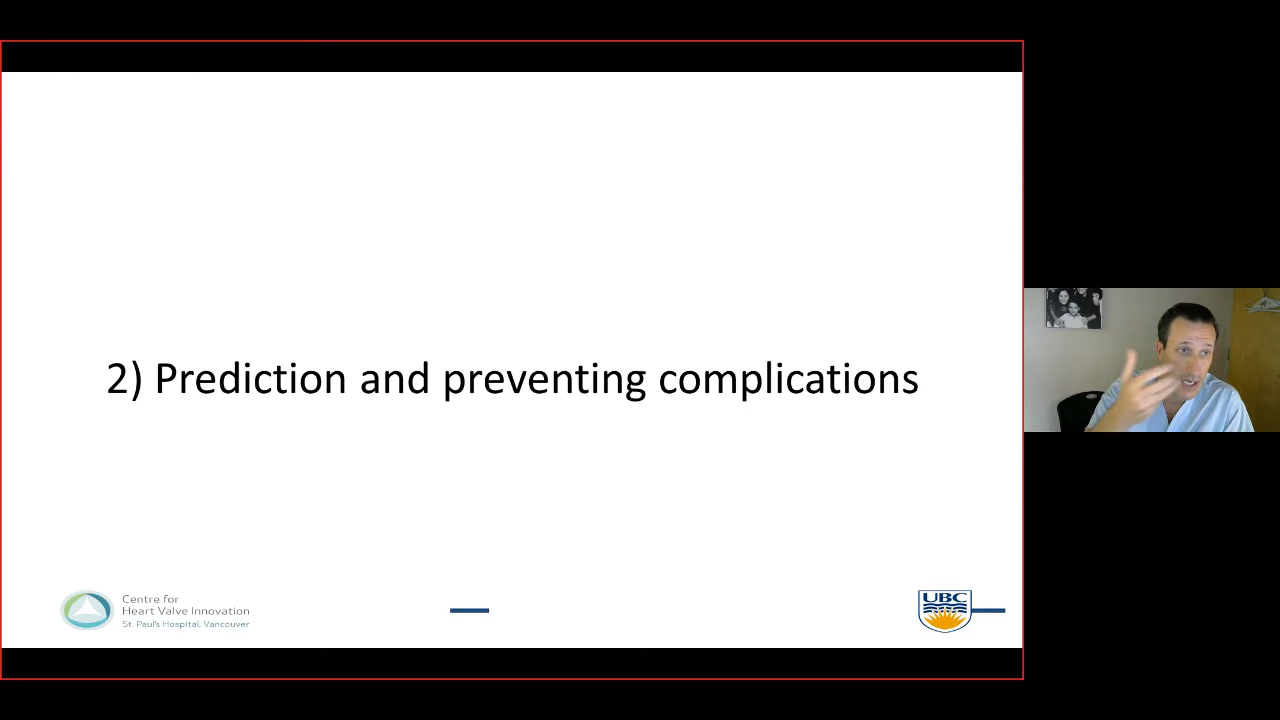 2) Prediction and preventing complications
Centre for
Heart Valve Innovation
St. Paul's Hospital, Vancouver
UBC